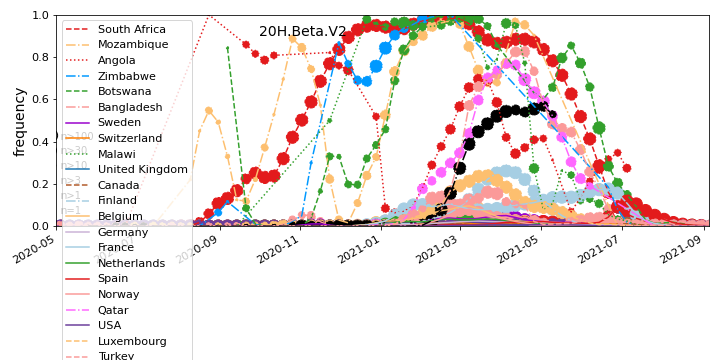 20H.Beta.V2
frequency
1.0
0.8
0.6
0.4
0.2
0.0
2020-05
2020-07
2020-09
2020-11
2021-01
2021-03
2021-05
2021-07
2021-09
South Africa
Mozambique
Angola
Zimbabwe
Botswana
Bangladesh
Sweden
Switzerland
Malawi
United Kingdom
Canada
Finland
Belgium
Germany
France
Netherlands
Spain
Norway
Qatar
USA
Luxembourg
Turkey